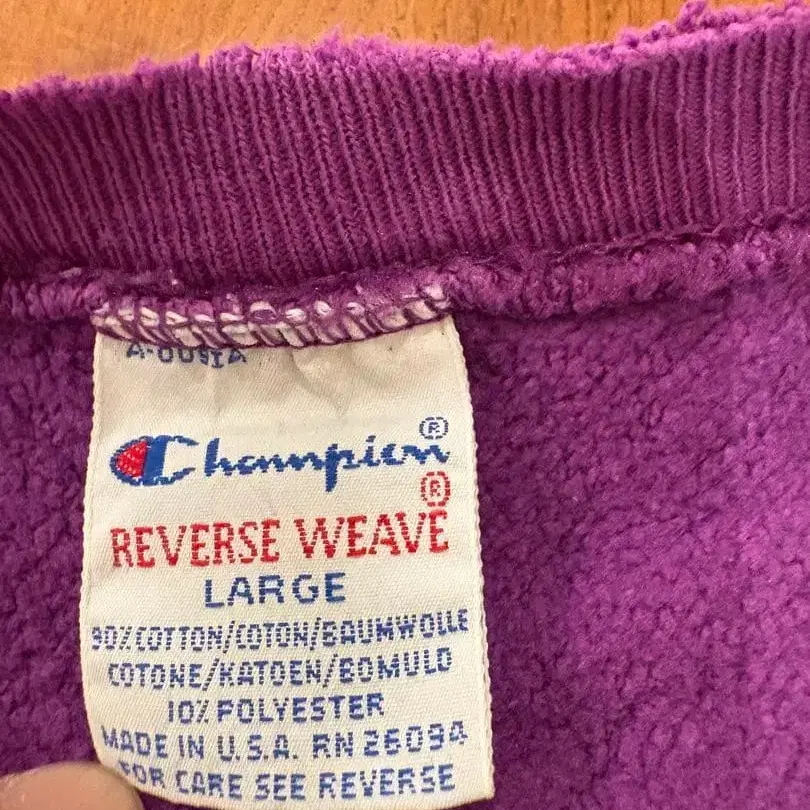 A-0091A
Champion®
®
REVERSE WEAVE
LARGE
90% COTTON/COTON/BAUMWOLLE
COTONE/KATOEN/BOMULD
10% POLYESTER
MADE IN U.S.A. RN 26094
FOR CARE SEE REVERSE